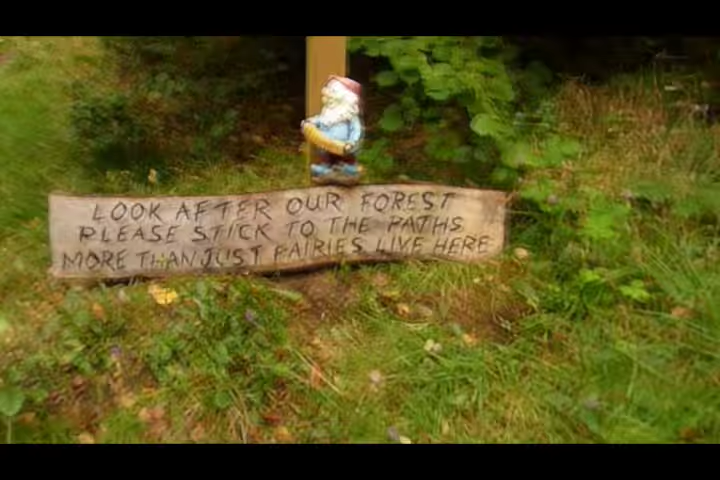 LOOK AFTER OUR FOREST
PLEASE STICK TO THE PATHS
MORE THAN JUST FAIRIES LIVE HERE